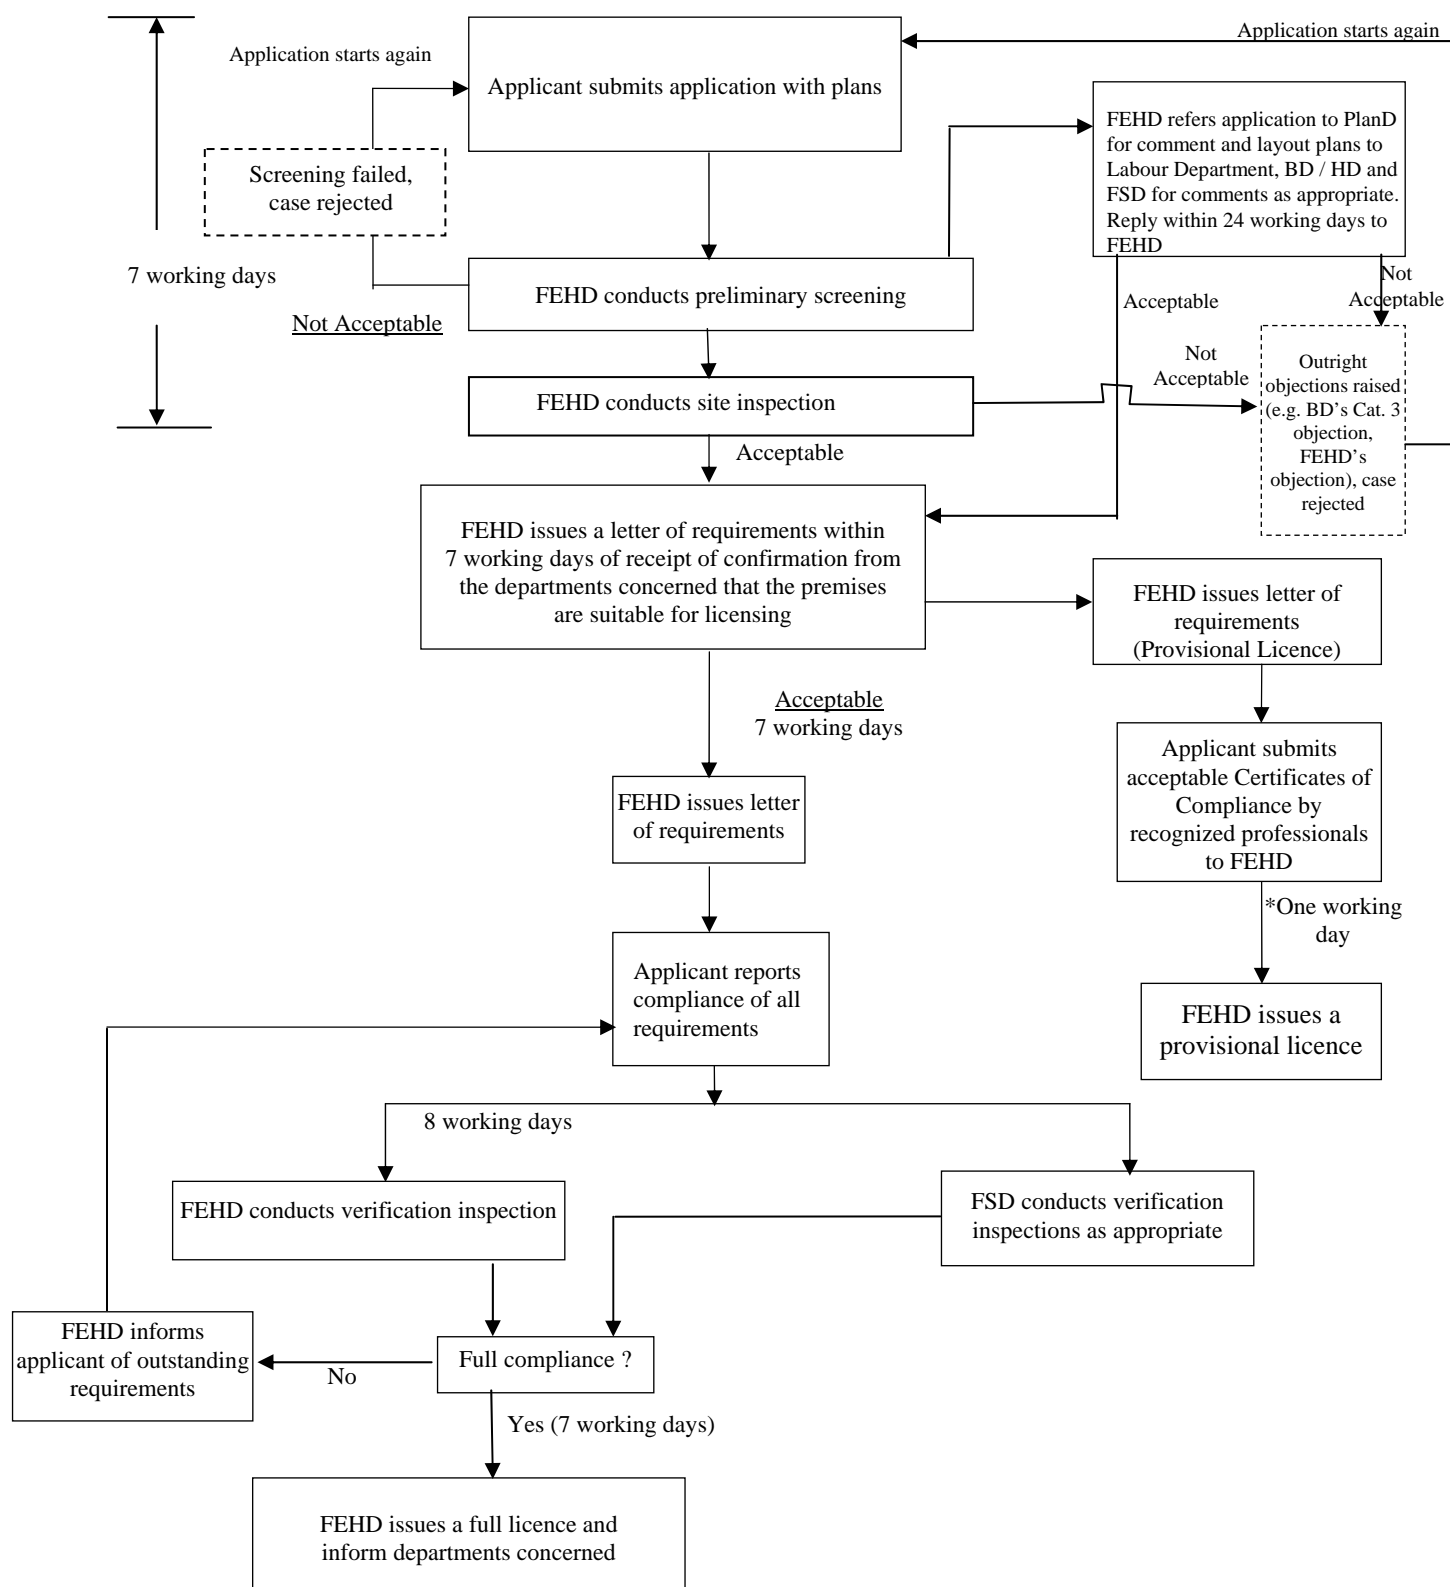 Application starts again
Application starts again
Applicant submits application with plans
FEHD refers application to PlanD
for comment and layout plans to
Labour Department, BD / HD and
FSD for comments as appropriate.
Reply within 24 working days to
FEHD
Screening failed,
case rejected
7 working days
FEHD conducts preliminary screening
Not Acceptable
Acceptable
Not
Acceptable
FEHD conducts site inspection
Not
Acceptable
Outright
objections raised
(e.g. BD’s Cat. 3
objection,
FEHD’s
objection), case
rejected
Acceptable
FEHD issues a letter of requirements within
7 working days of receipt of confirmation from
the departments concerned that the premises
are suitable for licensing
FEHD issues letter of
requirements
(Provisional Licence)
Acceptable
7 working days
Applicant submits
acceptable Certificates of
Compliance by
recognized professionals
to FEHD
FEHD issues letter
of requirements
*One working
day
Applicant reports
compliance of all
requirements
FEHD issues a
provisional licence
8 working days
FEHD conducts verification inspection
FSD conducts verification
inspections as appropriate
FEHD informs
applicant of outstanding
requirements
No
Full compliance ?
Yes (7 working days)
FEHD issues a full licence and
inform departments concerned